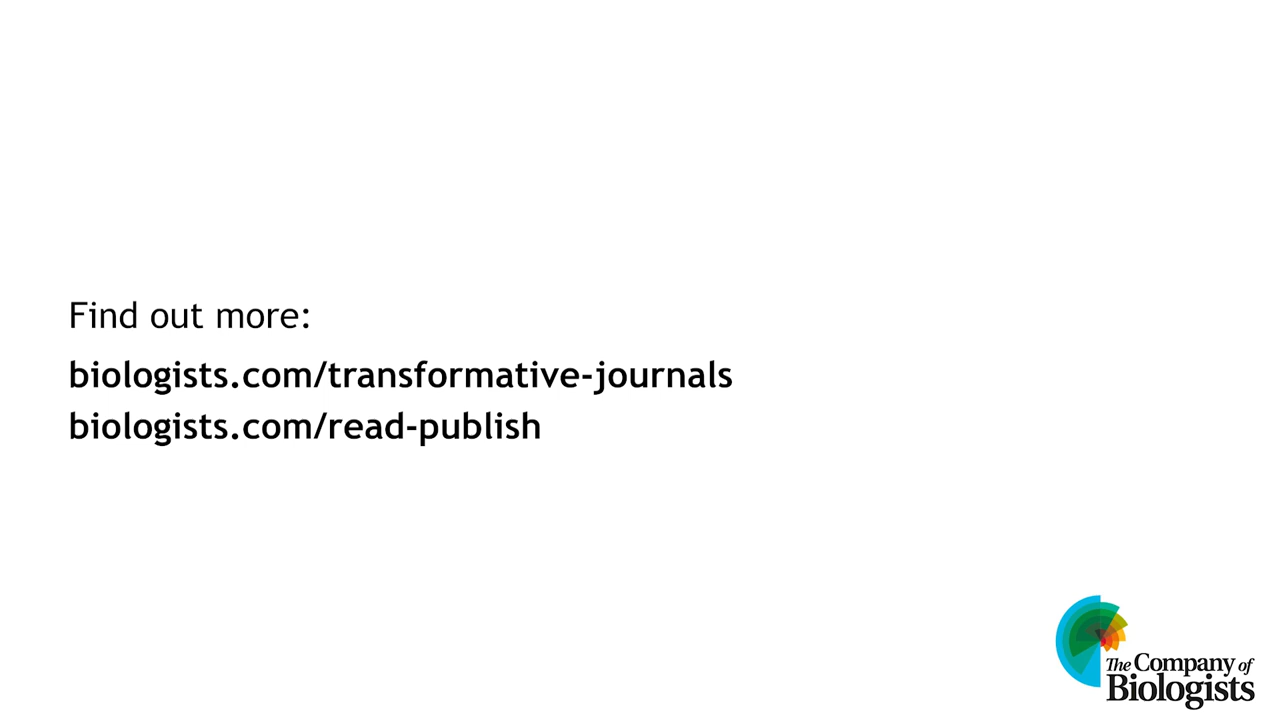 Find out more:
biologists.com/transformative-journals
biologists.com/read-publish
The Company of
Biologists